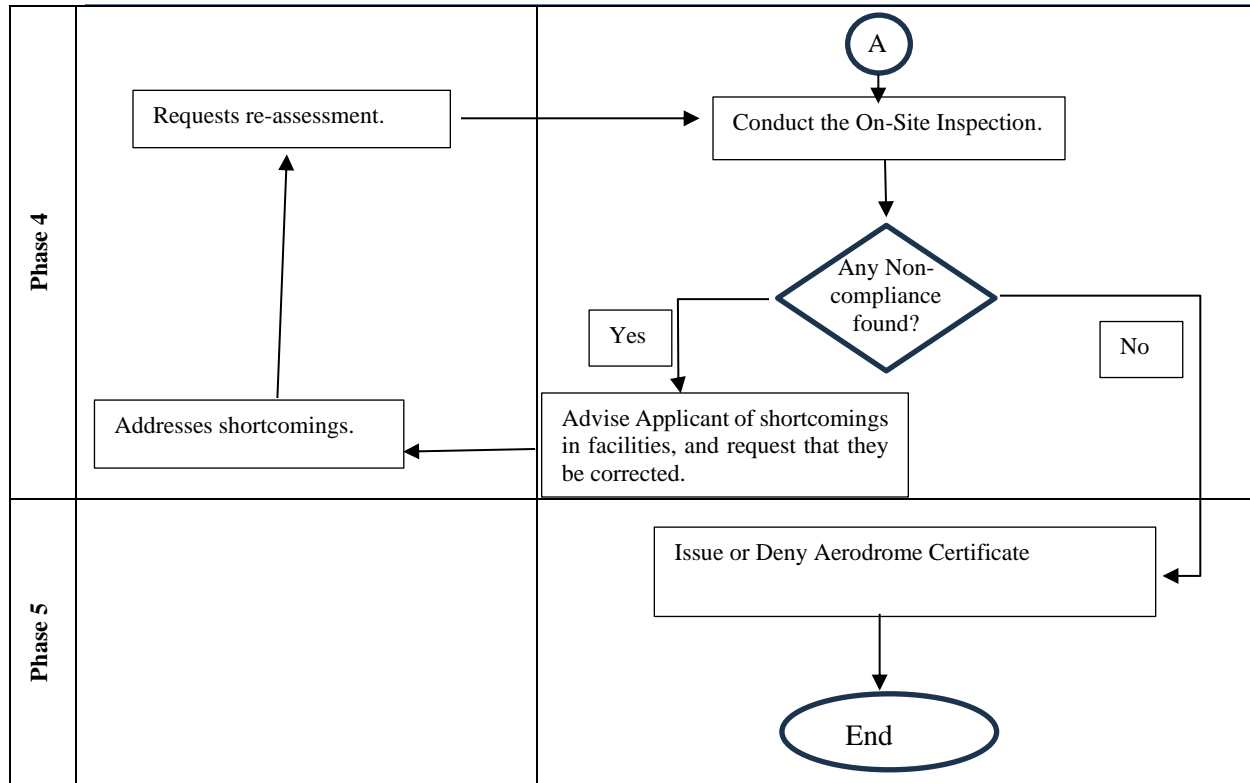 A
Requests re-assessment.
Conduct the On-Site Inspection.
Phase 4
Any Non-
compliance
found?
Yes
No
Addresses shortcomings.
Advise Applicant of shortcomings
in facilities, and request that they
be corrected.
Issue or Deny Aerodrome Certificate
Phase 5
End